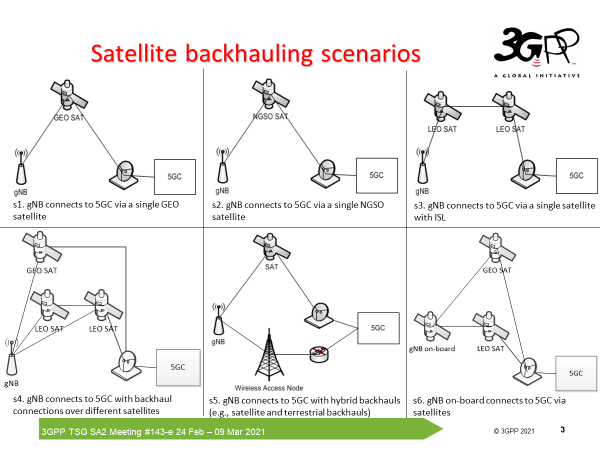 Satellite backhauling scenarios
3GPP
TM
A GLOBAL INITIATIVE
GEO SAT
gNB
5GC
s1. gNB connects to 5GC via a single GEO
satellite
NGSO SAT
gNB
5GC
s2. gNB connects to 5GC via a single NGSO
satellite
LEO SAT
LEO SAT
gNB
5GC
s3. gNB connects to 5GC via a single satellite
with ISL
GEO SAT
LEO SAT
LEO SAT
gNB
5GC
s4. gNB connects to 5GC with backhaul
connections over different satellites
SAT
gNB
5GC
Wireless Access Node
s5. gNB connects to 5GC with hybrid backhauls
(e.g., satellite and terrestrial backhauls)
GEO SAT
gNB on-board
LEO SAT
5GC
s6. gNB on-board connects to 5GC via
satellites
3GPP TSG SA2 Meeting #143-e 24 Feb – 09 Mar 2021
© 3GPP 2021
3